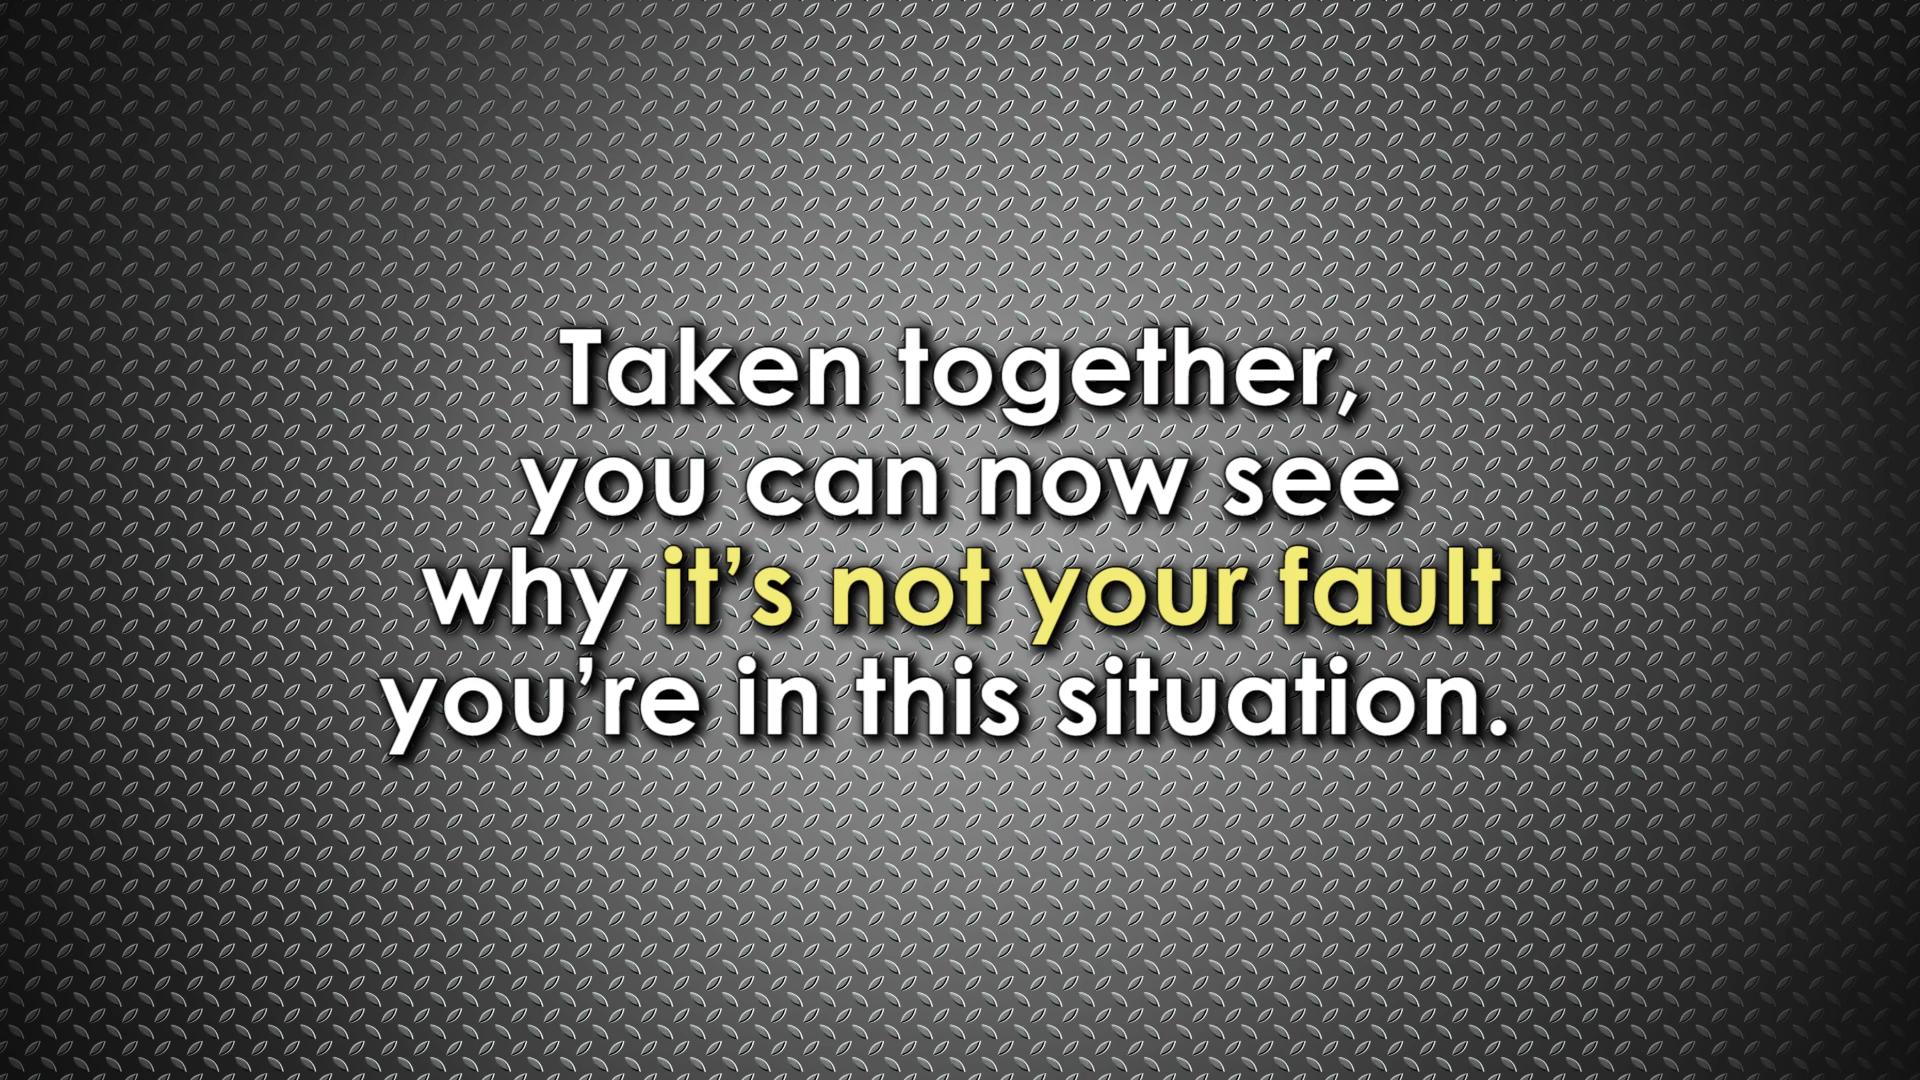 Taken together,
you can now see
why it’s not your fault
you’re in this situation.